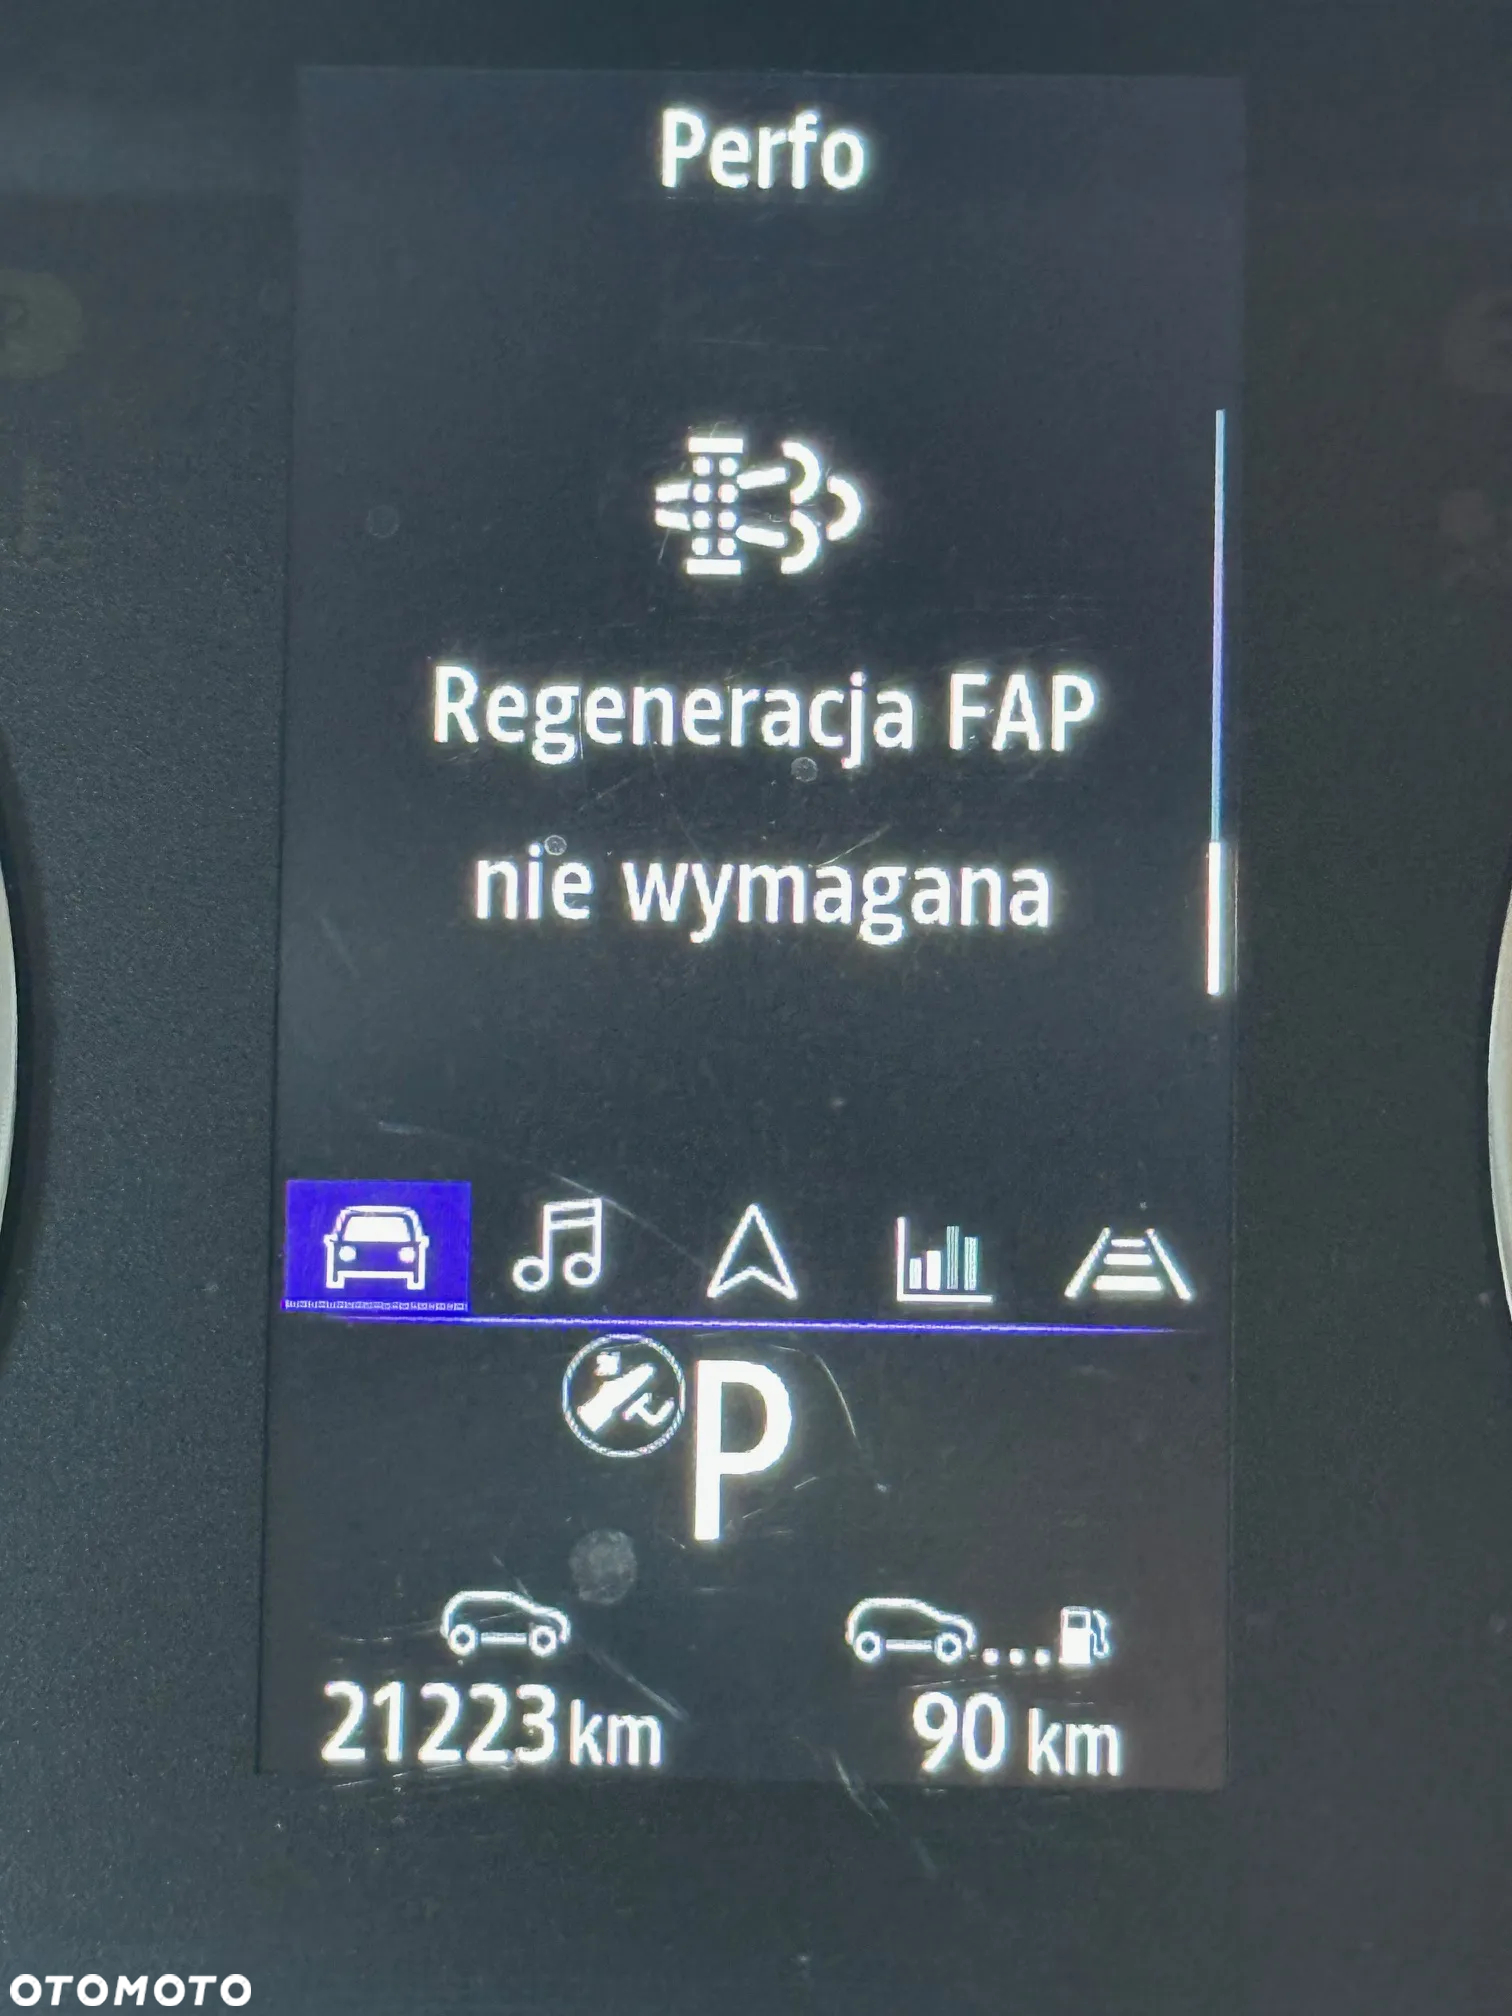 Perfo
Regeneracja FAP
nie wymagana
P
21223 km
90 km
OTOMOTO